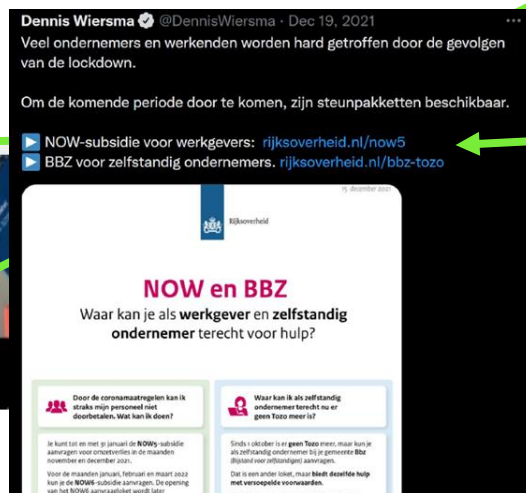 Dennis Wiersma @DennisWiersma · Dec 19, 2021
Veel ondernemers en werkenden worden hard getroffen door de gevolgen
van de lockdown.
Om de komende periode door te komen, zijn steunpakketten beschikbaar.
NOW-subsidie voor werkgevers: rijksoverheid.nl/now5
BBZ voor zelfstandig ondernemers. rijksoverheid.nl/bbz-tozo
15 december 2021
Rijksoverheid
NOW en BBZ
Waar kan je als werkgever en zelfstandig
ondernemer terecht voor hulp?
Door de coronamaatregelen kan ik
straks mijn personeel niet
doorbetalen. Wat kan ik doen?
Je kunt tot en met 31 januari de NOW5-subsidie
aanvragen voor omzetverlies in de maanden
november en december 2021.
Voor de maanden januari, februari en maart 2022
kun je de NOW6-subsidie aanvragen. De opening
van het NOW6 aanvraagloket wordt later
Waar kan ik als zelfstandig
ondernemer terecht nu er
geen Tozo meer is?
Sinds 1 oktober is er geen Tozo meer, maar kun je
als zelfstandig ondernemer bij je gemeente Bbz
(Bijstand voor zelfstandigen) aanvragen.
Dat is een ander loket, maar biedt dezelfde hulp
met versoepelde voorwaarden.